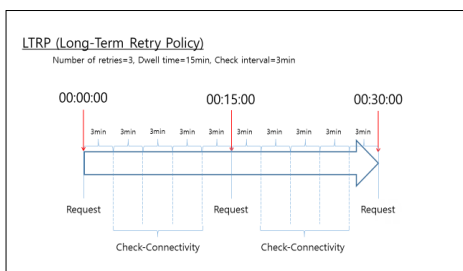 LTRP (Long-Term Retry Policy)
Number of retries=3, Dwell time=15min, Check interval=3min
00:00:00 00:15:00 00:30:00
3min 3min 3min 3min 3min 3min 3min 3min 3min 3min
Request Request Request
Check-Connectivity Check-Connectivity